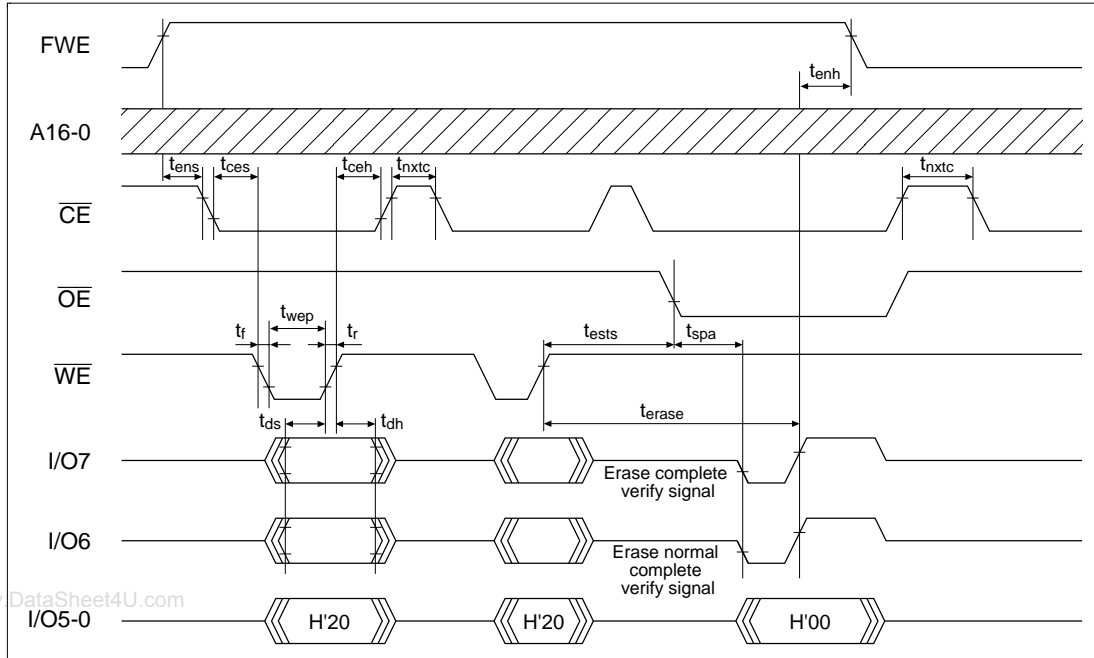 FWE
tenh
A16-0
tens tces tceh tnxtc tnxtc
CE
OE
tf twep tr tests tspa
WE
tds tdh terase
I/O7
Erase complete
verify signal
I/O6
Erase normal
complete
verify signal
.DataSheet4U.com
I/O5-0 H'20 H'20 H'00